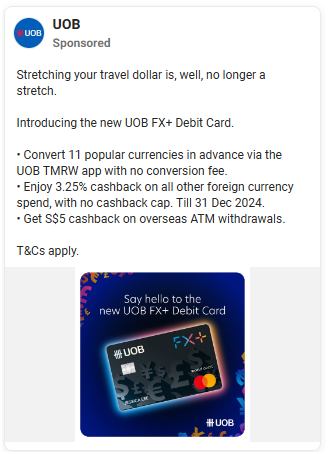 UOB
UOB
Sponsored
Stretching your travel dollar is, well, no longer a
stretch.
Introducing the new UOB FX+ Debit Card.
• Convert 11 popular currencies in advance via the
UOB TMRW app with no conversion fee.
• Enjoy 3.25% cashback on all other foreign currency
spend, with no cashback cap. Till 31 Dec 2024.
• Get S$5 cashback on overseas ATM withdrawals.
T&Cs apply.
Say hello to the
new UOB FX+ Debit Card
UOB
FX+
UOB